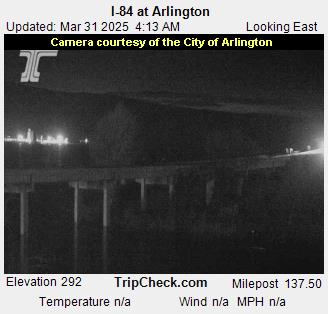 I-84 at Arlington
Updated: Mar 31 2025 4:13 AM Looking East
Camera courtesy of the City of Arlington
Elevation 292 TripCheck.com Milepost 137.50
Temperature n/a Wind n/a MPH n/a